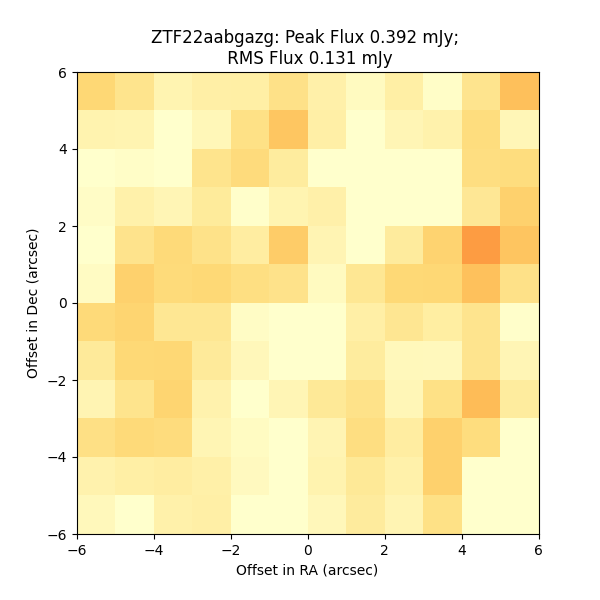 ZTF22aabgazg: Peak Flux 0.392 mJy;
RMS Flux 0.131 mJy
6
4
2
0
−2
−4
−6
Offset in Dec (arcsec)
−6 −4 −2 0 2 4 6
Offset in RA (arcsec)